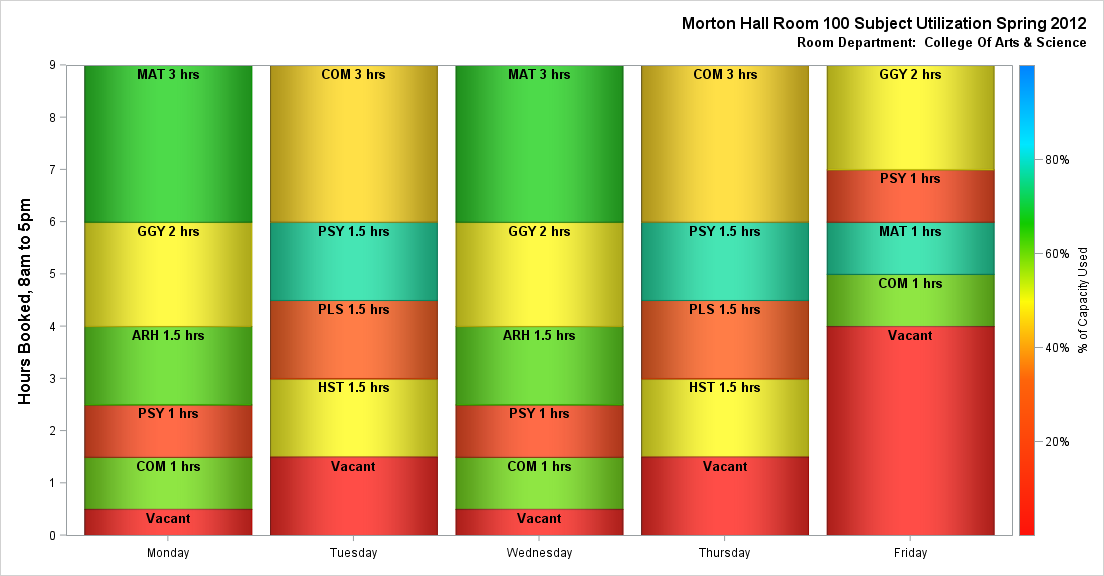 Morton Hall Room 100 Subject Utilization Spring 2012
Room Department:  College Of Arts & Science
Hours Booked, 8am to 5pm
9
8
7
6
5
4
3
2
1
0
MAT 3 hrs
GGY 2 hrs
ARH 1.5 hrs
PSY 1 hrs
COM 1 hrs
Vacant
Monday
COM 3 hrs
PSY 1.5 hrs
PLS 1.5 hrs
HST 1.5 hrs
Vacant
Tuesday
MAT 3 hrs
GGY 2 hrs
ARH 1.5 hrs
PSY 1 hrs
COM 1 hrs
Vacant
Wednesday
COM 3 hrs
PSY 1.5 hrs
PLS 1.5 hrs
HST 1.5 hrs
Vacant
Thursday
GGY 2 hrs
PSY 1 hrs
MAT 1 hrs
COM 1 hrs
Vacant
Friday
80%
60%
40%
20%
% of Capacity Used